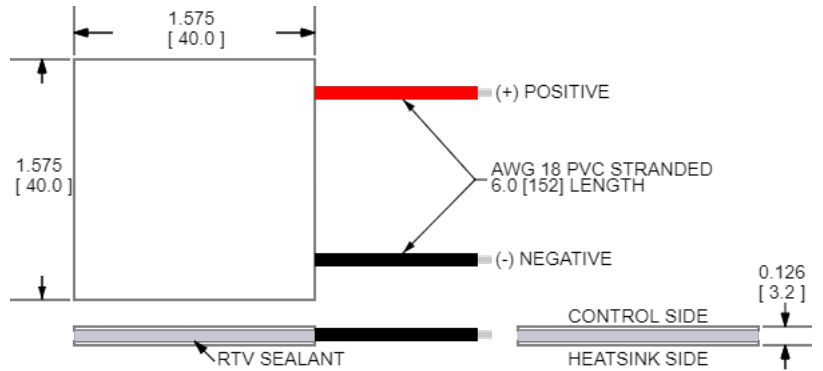 1.575
[ 40.0 ]
(+) POSITIVE
1.575
[ 40.0 ]
AWG 18 PVC STRANDED
6.0 [152] LENGTH
(-) NEGATIVE
0.126
[ 3.2 ]
CONTROL SIDE
RTV SEALANT
HEATSINK SIDE